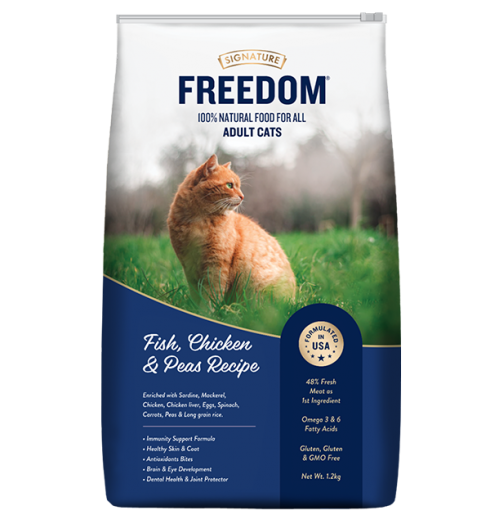 SIGNATURE
FREEDOM®
100% NATURAL FOOD FOR ALL
ADULT CATS
Fish, Chicken
& Peas Recipe
Enriched with Sardine, Mackerel,
Chicken, Chicken liver, Eggs, Spinach,
Carrots, Peas & Long grain rice.
• Immunity Support Formula
• Healthy Skin & Coat
• Antioxidants Bites
• Brain & Eye Development
• Dental Health & Joint Protector
FORMULATED
IN
USA
48% Fresh
Meat as
1st Ingredient
Omega 3 & 6
Fatty Acids
Gluten, Gluten
& GMO Free
Net Wt. 1.2kg